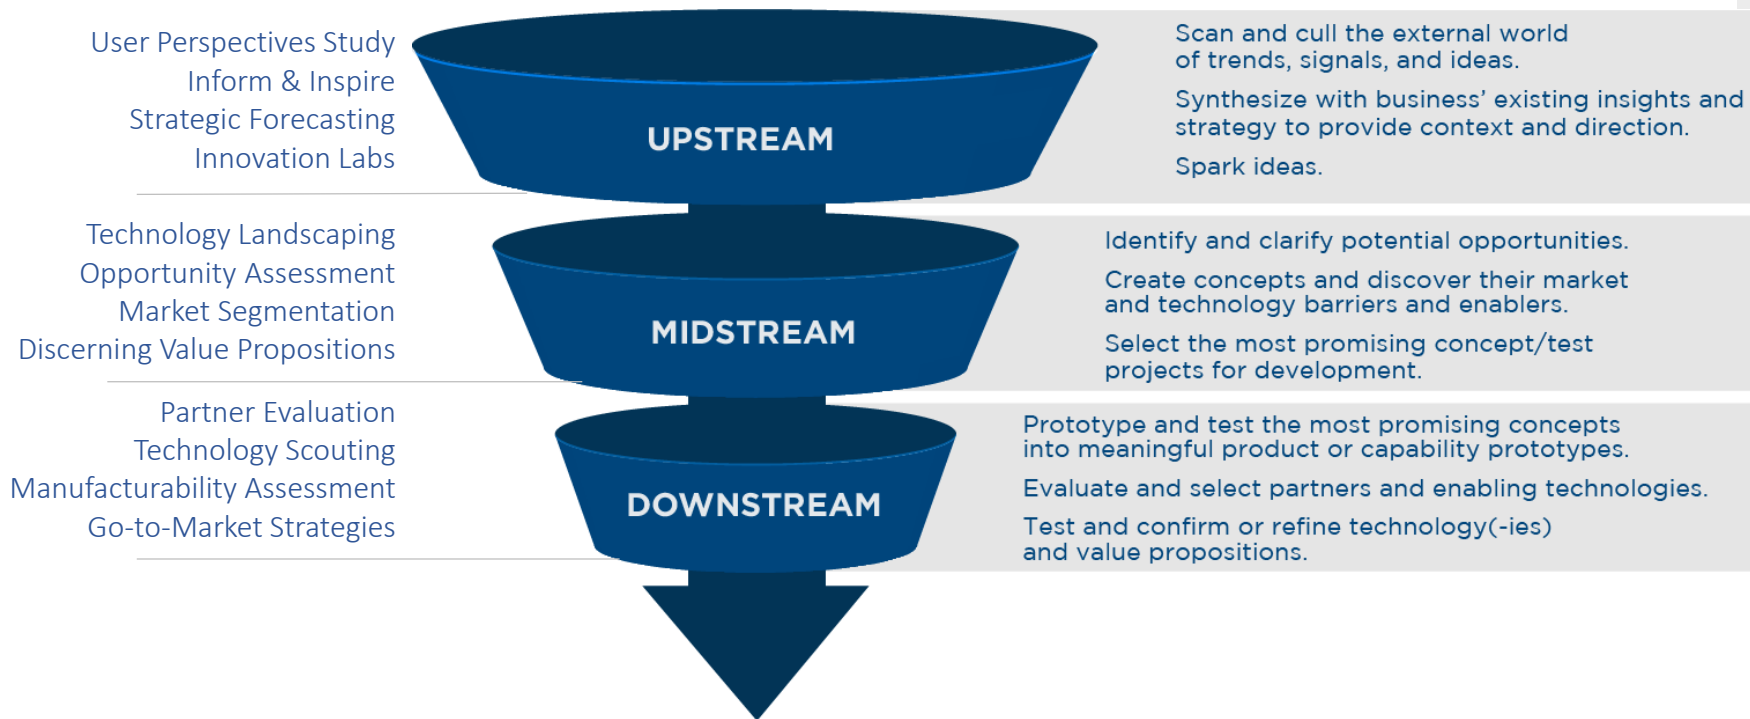 User Perspectives Study
Inform & Inspire
Strategic Forecasting
Innovation Labs
UPSTREAM
Scan and cull the external world
of trends, signals, and ideas.
Synthesize with business’ existing insights and
strategy to provide context and direction.
Spark ideas.
Technology Landscaping
Opportunity Assessment
Market Segmentation
Discerning Value Propositions
MIDSTREAM
Identify and clarify potential opportunities.
Create concepts and discover their market
and technology barriers and enablers.
Select the most promising concept/test
projects for development.
Partner Evaluation
Technology Scouting
Manufacturability Assessment
Go-to-Market Strategies
DOWNSTREAM
Prototype and test the most promising concepts
into meaningful product or capability prototypes.
Evaluate and select partners and enabling technologies.
Test and confirm or refine technology(-ies)
and value propositions.